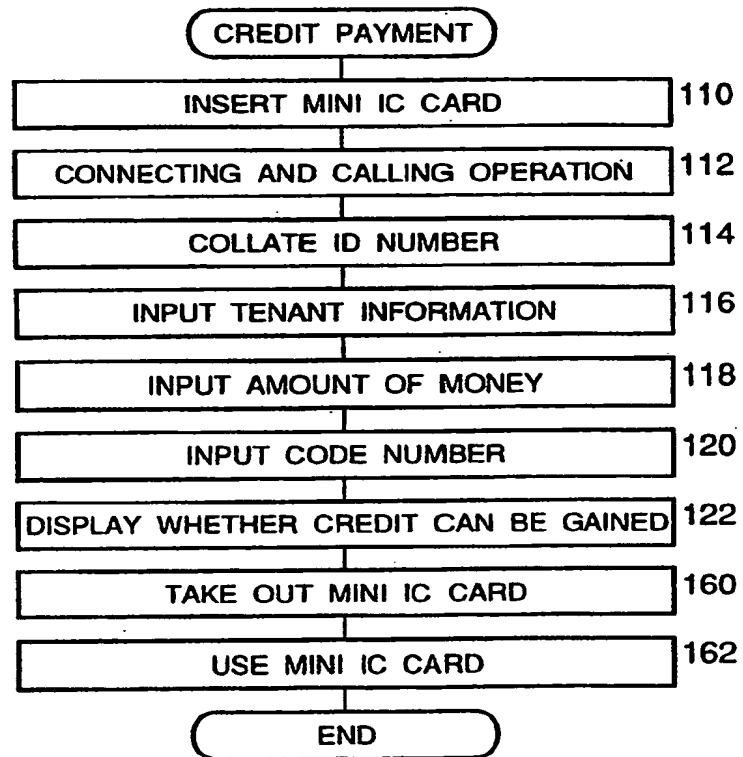 CREDIT PAYMENT
INSERT MINI IC CARD 110
CONNECTING AND CALLING OPERATION 112
COLLATE ID NUMBER 114
INPUT TENANT INFORMATION 116
INPUT AMOUNT OF MONEY 118
INPUT CODE NUMBER 120
DISPLAY WHETHER CREDIT CAN BE GAINED 122
TAKE OUT MINI IC CARD 160
USE MINI IC CARD 162
END